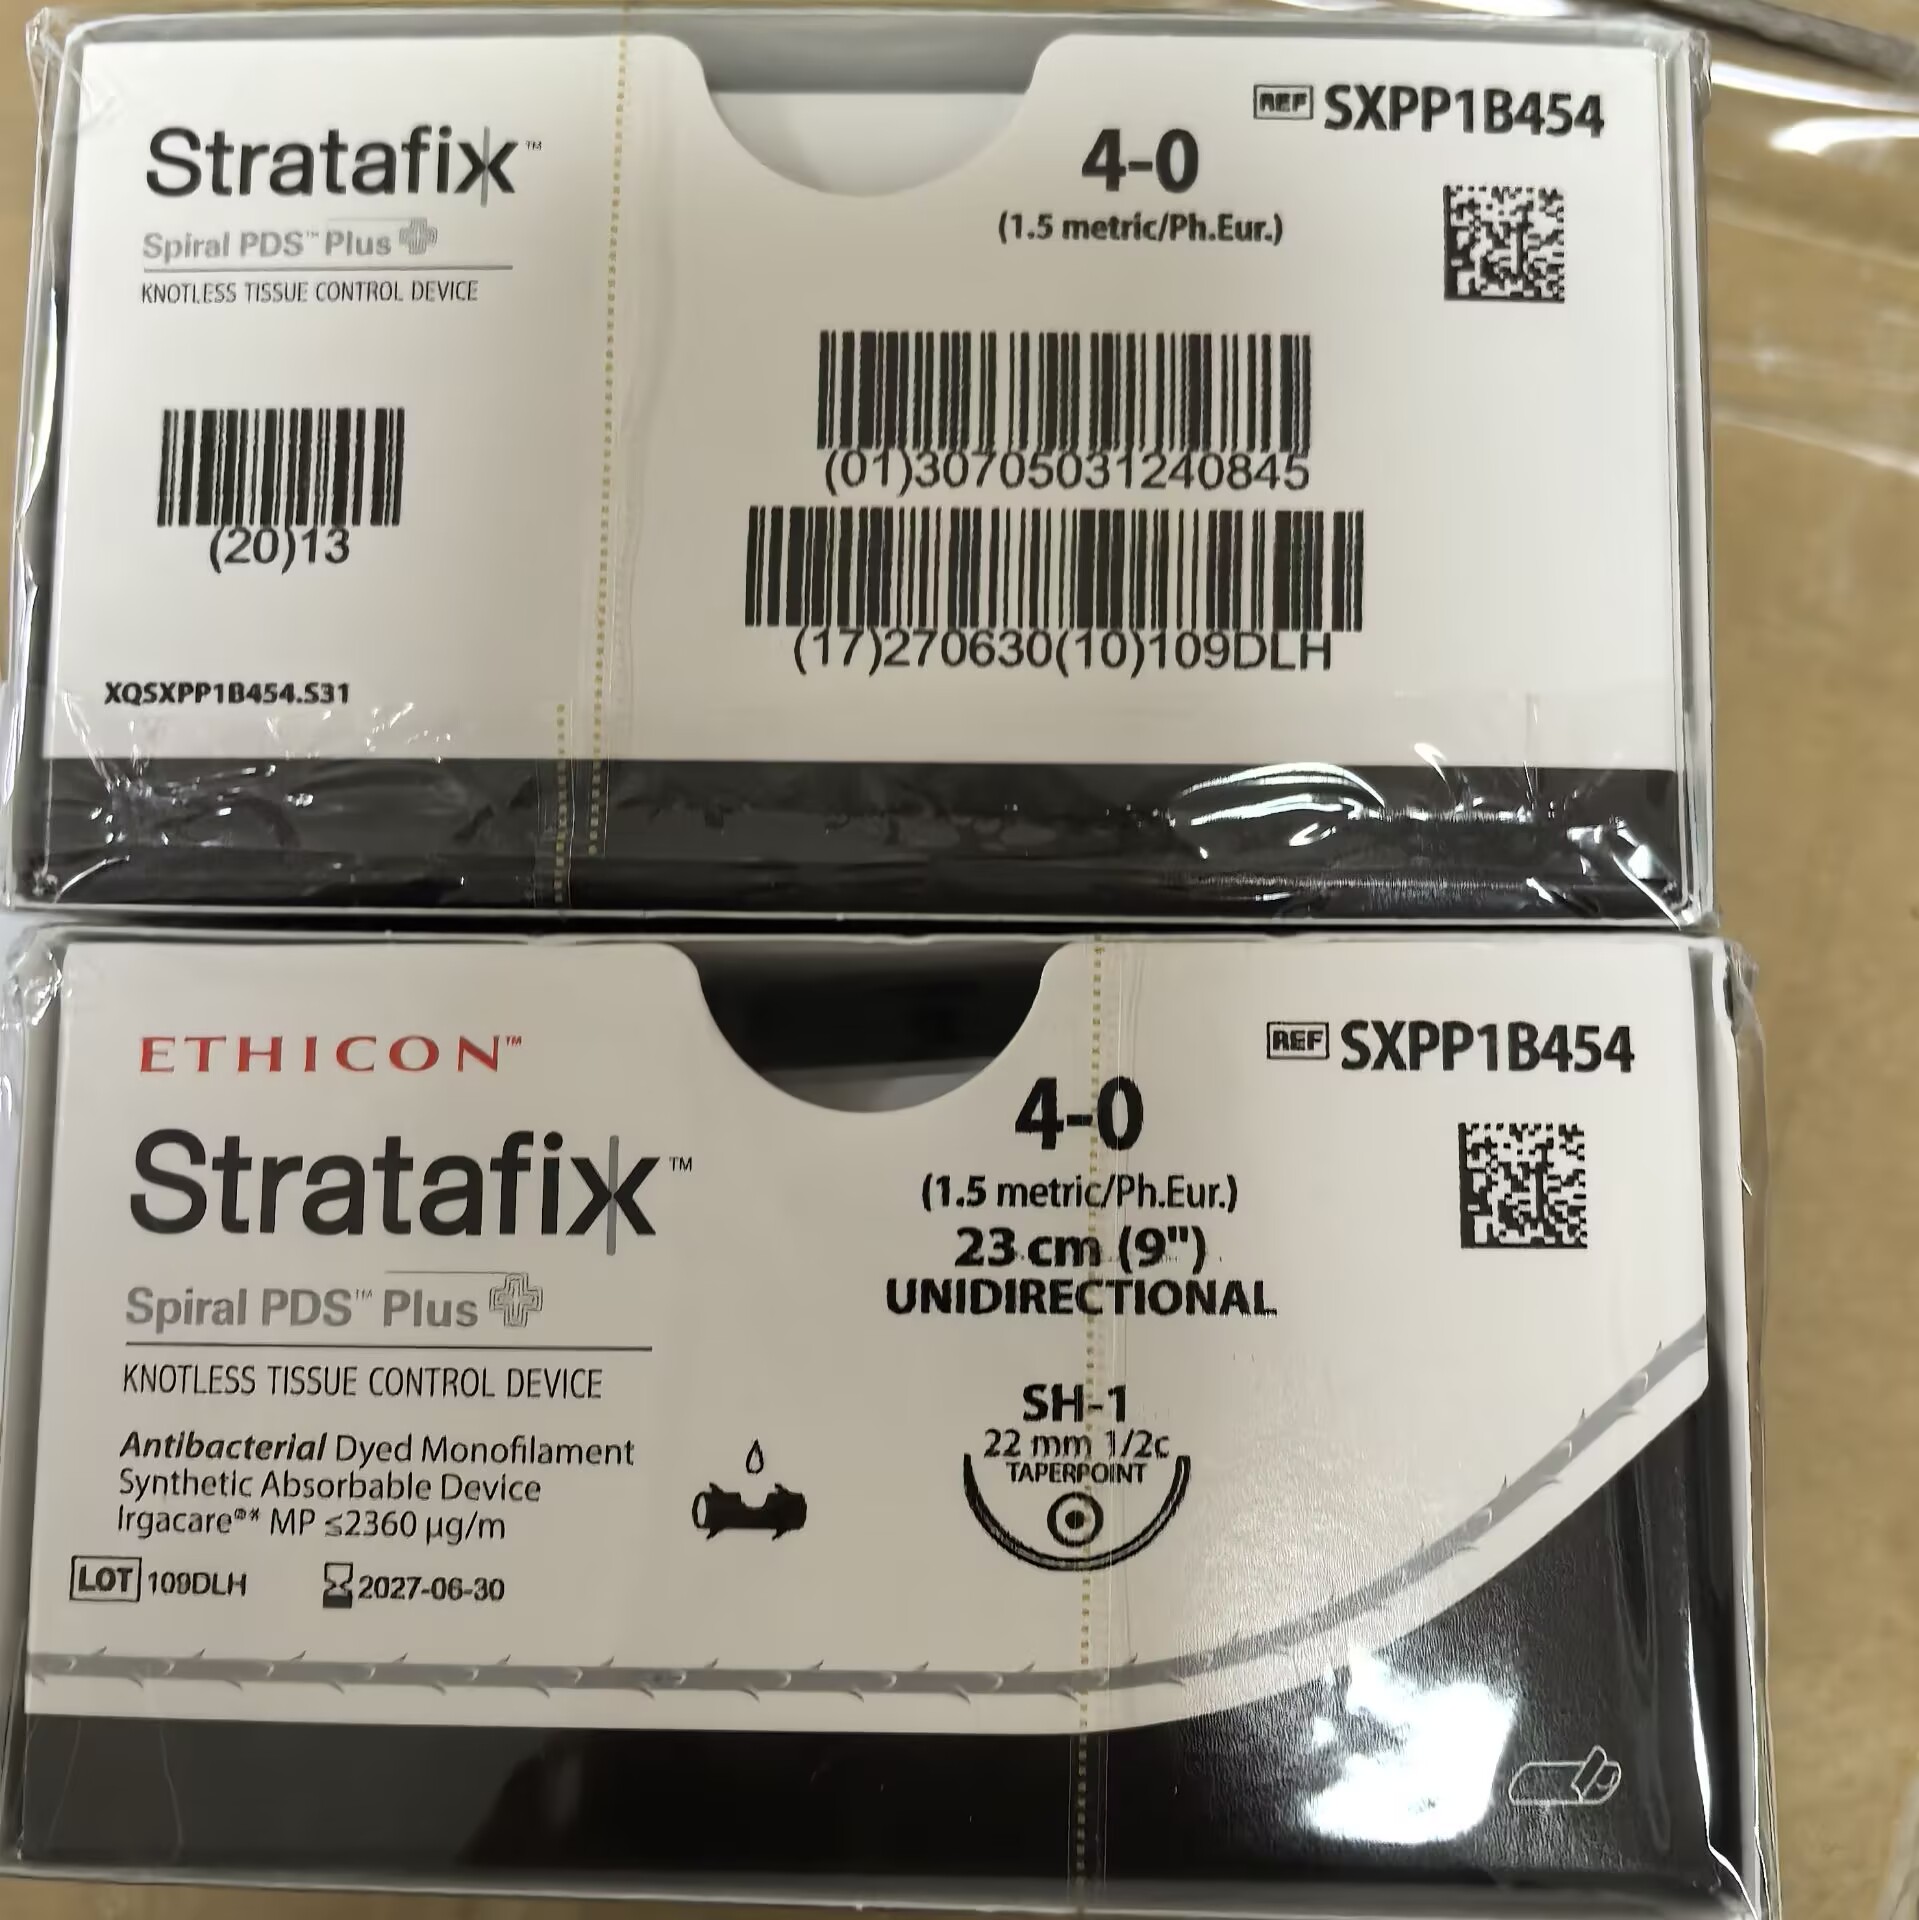 Stratafix™
Spiral PDS™ Plus
KNOTLESS TISSUE CONTROL DEVICE
(20)13
XQSXPP1B454.S31
REF SXPP1B454
4-0
(1.5 metric/Ph.Eur.)
(01)30705031240845
(17)270630(10)109DLH
ETHICON™
Stratafix™
Spiral PDS™ Plus
KNOTLESS TISSUE CONTROL DEVICE
Antibacterial Dyed Monofilament
Synthetic Absorbable Device
Irgacare®* MP ≤2360 µg/m
LOT 109DLH 2027-06-30
REF SXPP1B454
4-0
(1.5 metric/Ph.Eur.)
23 cm (9")
UNIDIRECTIONAL
SH-1
22 mm 1/2c
TAPERPOINT